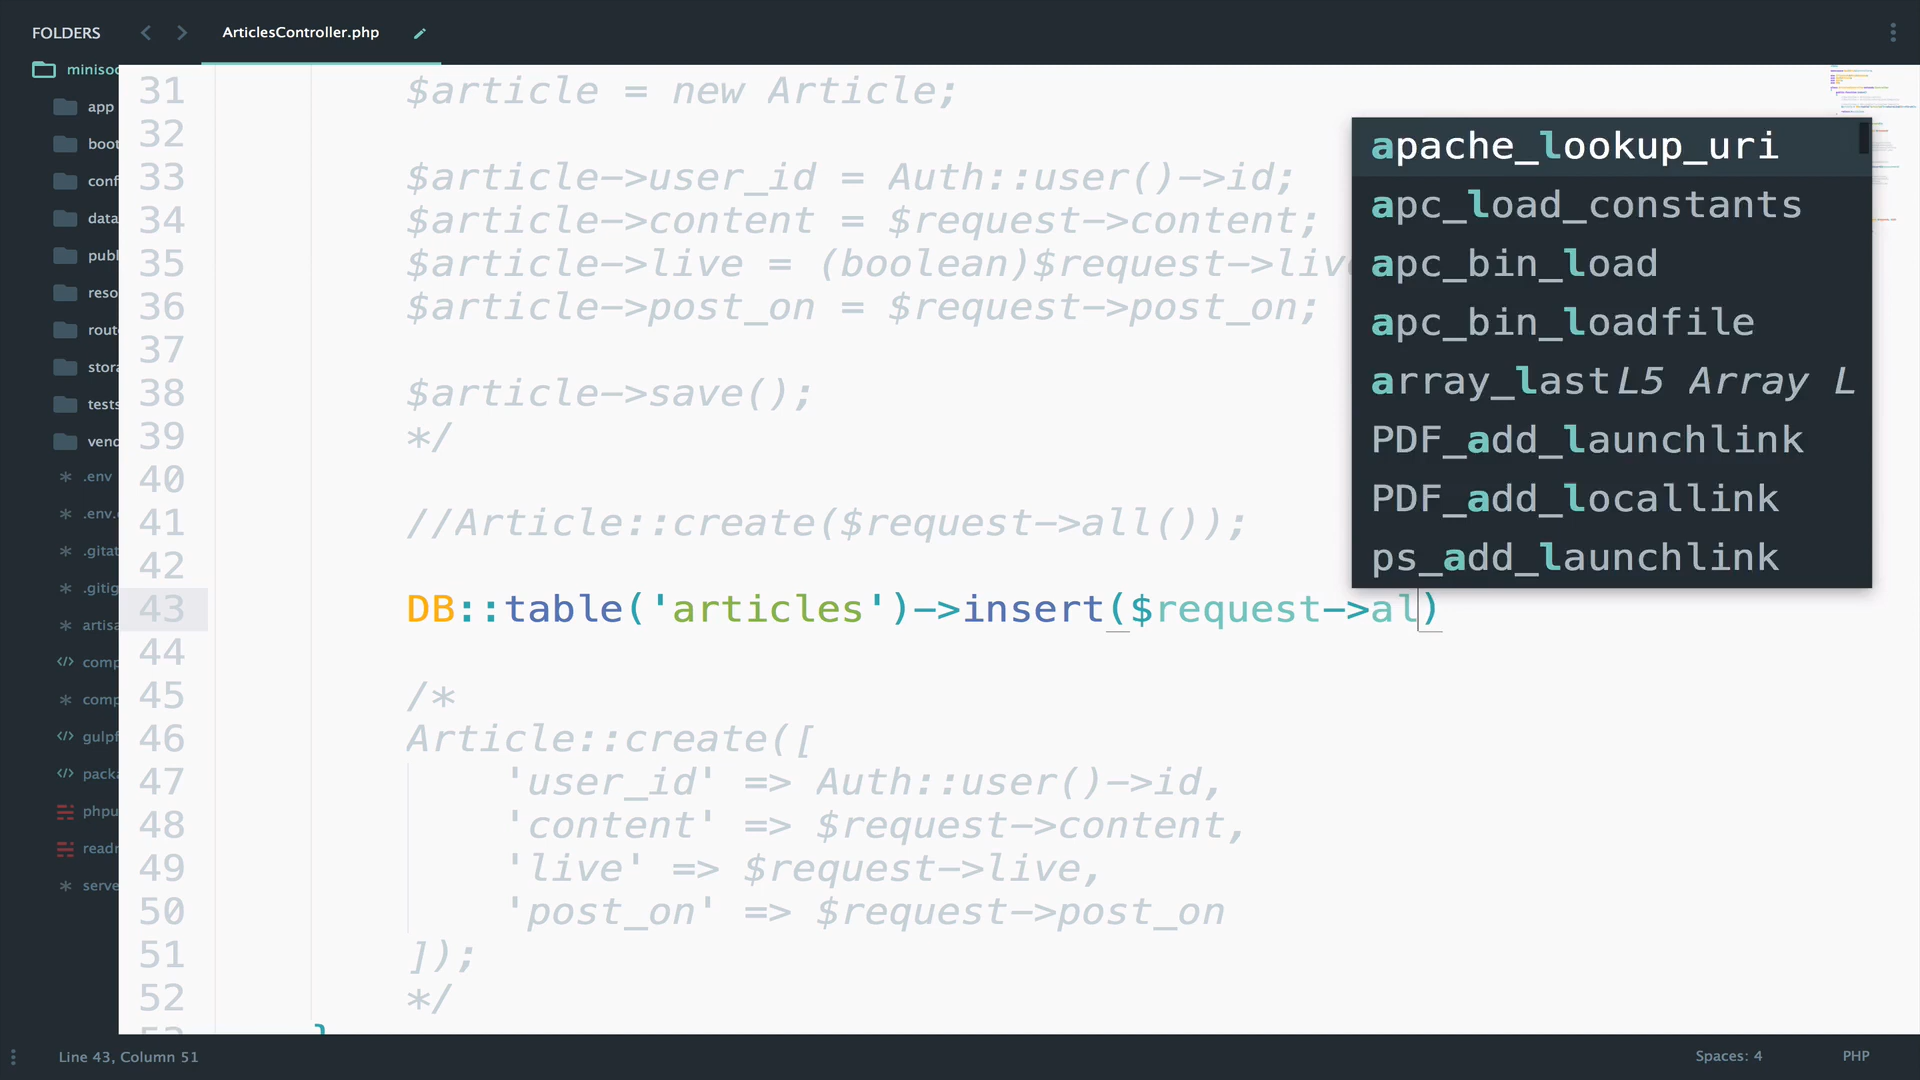 FOLDERS
ArticlesController.php
minisoc
app
boot
conf
data
publ
reso
route
stora
tests
vend
.env
.env.
.gitat
.gitig
artisa
comp
comp
gulpf
packa
phpu
readr
serve
31 $article = new Article;
32
33 $article->user_id = Auth::user()->id;
34 $article->content = $request->content;
35 $article->live = (boolean)$request->live
36 $article->post_on = $request->post_on;
37
38 $article->save();
39 */
40
41 //Article::create($request->all());
42
43 DB::table('articles')->insert($request->al)
44
45 /*
46 Article::create([
47 'user_id' => Auth::user()->id,
48 'content' => $request->content,
49 'live' => $request->live,
50 'post_on' => $request->post_on
51 ]);
52 */
}
apache_lookup_uri
apc_load_constants
apc_bin_load
apc_bin_loadfile
array_last L5 Array L
PDF_add_launchlink
PDF_add_locallink
ps_add_launchlink
Line 43, Column 51
Spaces: 4
PHP